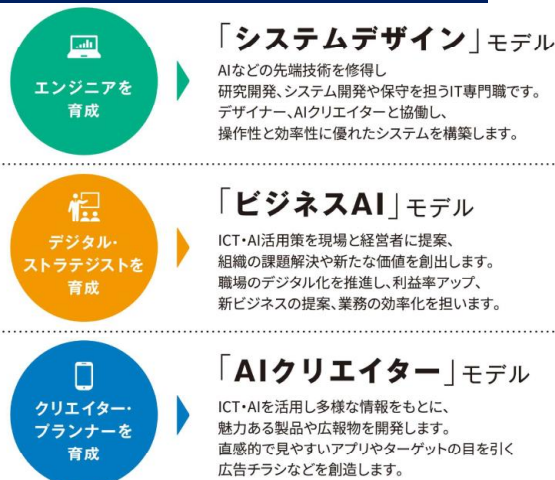 エンジニアを
育成
「システムデザイン」モデル
AIなどの先端技術を修得し
研究開発、システム開発や保守を担うIT専門職です。
デザイナー、AIクリエイターと協働し、
操作性と効率性に優れたシステムを構築します。
デジタル・
ストラテジストを
育成
「ビジネスAI」モデル
ICT・AI活用策を現場と経営者に提案、
組織の課題解決や新たな価値を創出します。
職場のデジタル化を推進し、利益率アップ、
新ビジネスの提案、業務の効率化を担います。
クリエイター・
プランナーを
育成
「AIクリエイター」モデル
ICT・AIを活用し多様な情報をもとに、
魅力ある製品や広報物を開発します。
直感的で見やすいアプリやターゲットの目を引く
広告チラシなどを創造します。